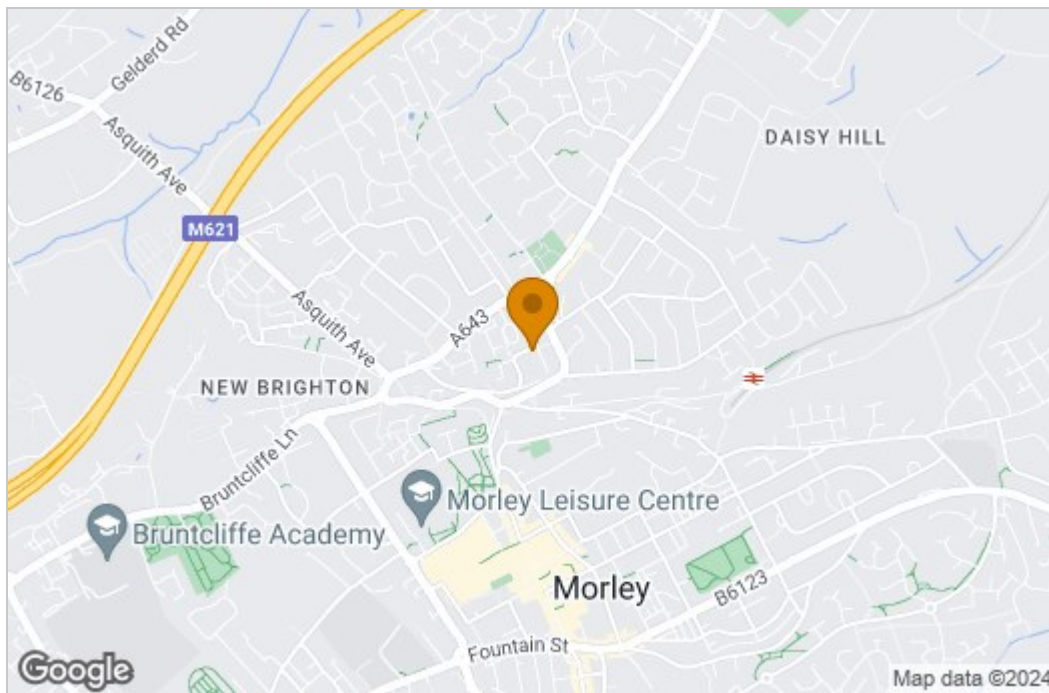 Gelderd Rd
B6126
Asquith Ave
DAISY HILL
M621
Asquith Ave
A643
NEW BRIGHTON
Bruntcliffe Ln
Morley Leisure Centre
Bruntcliffe Academy
Morley
B6123
Fountain St
Google
Map data ©2024